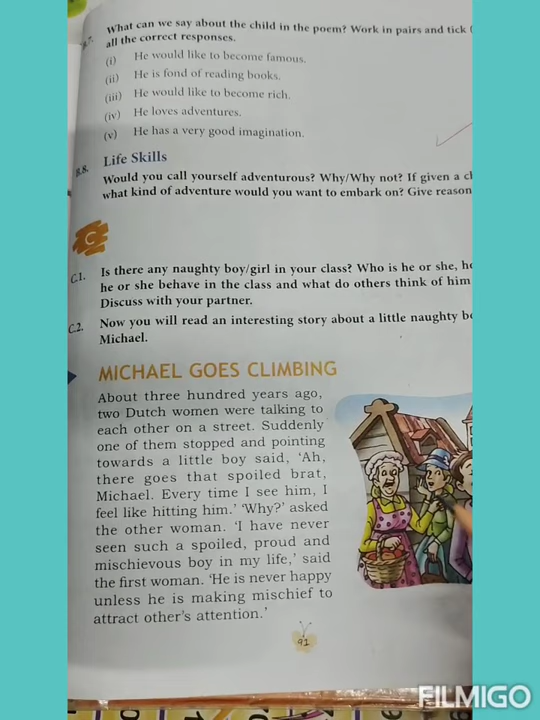 B.7. What can we say about the child in the poem? Work in pairs and tick (
all the correct responses.
(i) He would like to become famous.
(ii) He is fond of reading books.
(iii) He would like to become rich.
(iv) He loves adventures.
(v) He has a very good imagination.
B.8. Life Skills
Would you call yourself adventurous? Why/Why not? If given a
what kind of adventure would you want to embark on? Give reason
C
C.1. Is there any naughty boy/girl in your class? Who is he or she,
he or she behave in the class and what do others think of him
Discuss with your partner.
C.2. Now you will read an interesting story about a little naughty
Michael.
MICHAEL GOES CLIMBING
About three hundred years ago,
two Dutch women were talking to
each other on a street. Suddenly
one of them stopped and pointing
towards a little boy said, 'Ah,
there goes that spoiled brat,
Michael. Every time I see him, I
feel like hitting him.' 'Why?' asked
the other woman. 'I have never
seen such a spoiled, proud and
mischievous boy in my life,' said
the first woman. 'He is never happy
unless he is making mischief to
attract other's attention.'
91
FILMIGO